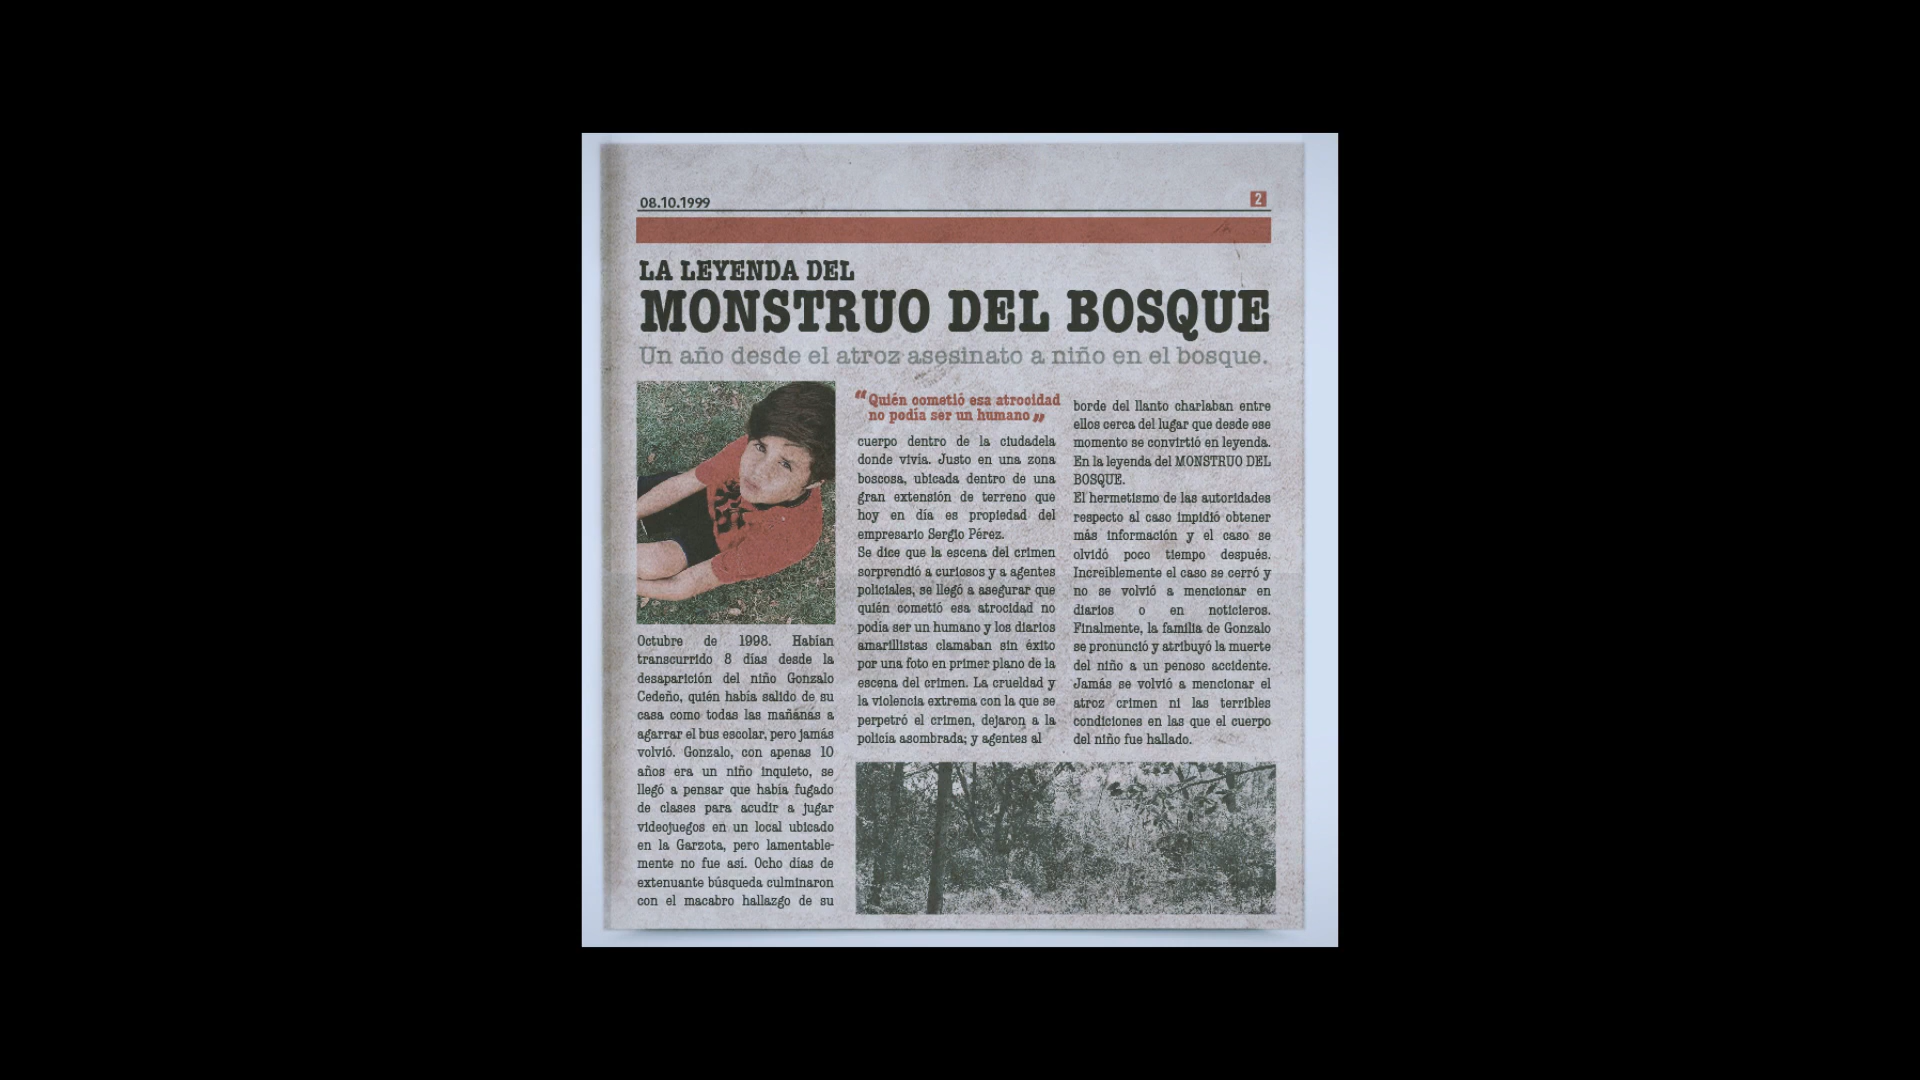 08.10.1999
2
LA LEYENDA DEL
MONSTRUO DEL BOSQUE
Un año desde el atroz asesinato a niño en el bosque.
Octubre de 1998. Habían
transcurrido 8 días desde la
desaparición del niño Gonzalo
Cedeño, quién había salido de su
casa como todas las mañanas a
agarrar el bus escolar, pero jamás
volvió. Gonzalo, con apenas 10
años era un niño inquieto, se
llegó a pensar que había fugado
de clases para acudir a jugar
videojuegos en un local ubicado
en la Garzota, pero lamentable-
mente no fue así. Ocho días de
extenuante búsqueda culminaron
con el macabro hallazgo de su
“Quién cometió esa atrocidad
no podía ser un humano„
cuerpo dentro de la ciudadela
donde vivía. Justo en una zona
boscosa, ubicada dentro de una
gran extensión de terreno que
hoy en día es propiedad del
empresario Sergio Pérez.
Se dice que la escena del crimen
sorprendió a curiosos y a agentes
policiales, se llegó a asegurar que
quién cometió esa atrocidad no
podía ser un humano y los diarios
amarillistas clamaban sin éxito
por una foto en primer plano de la
escena del crimen. La crueldad y
la violencia extrema con la que se
perpetró el crimen, dejaron a la
policía asombrada; y agentes al
borde del llanto charlaban entre
ellos cerca del lugar que desde ese
momento se convirtió en leyenda.
En la leyenda del MONSTRUO DEL
BOSQUE.
El hermetismo de las autoridades
respecto al caso impidió obtener
más información y el caso se
olvidó poco tiempo después.
Increíblemente el caso se cerró y
no se volvió a mencionar en
diarios o en noticieros.
Finalmente, la familia de Gonzalo
se pronunció y atribuyó la muerte
del niño a un penoso accidente.
Jamás se volvió a mencionar el
atroz crimen ni las terribles
condiciones en las que el cuerpo
del niño fue hallado.